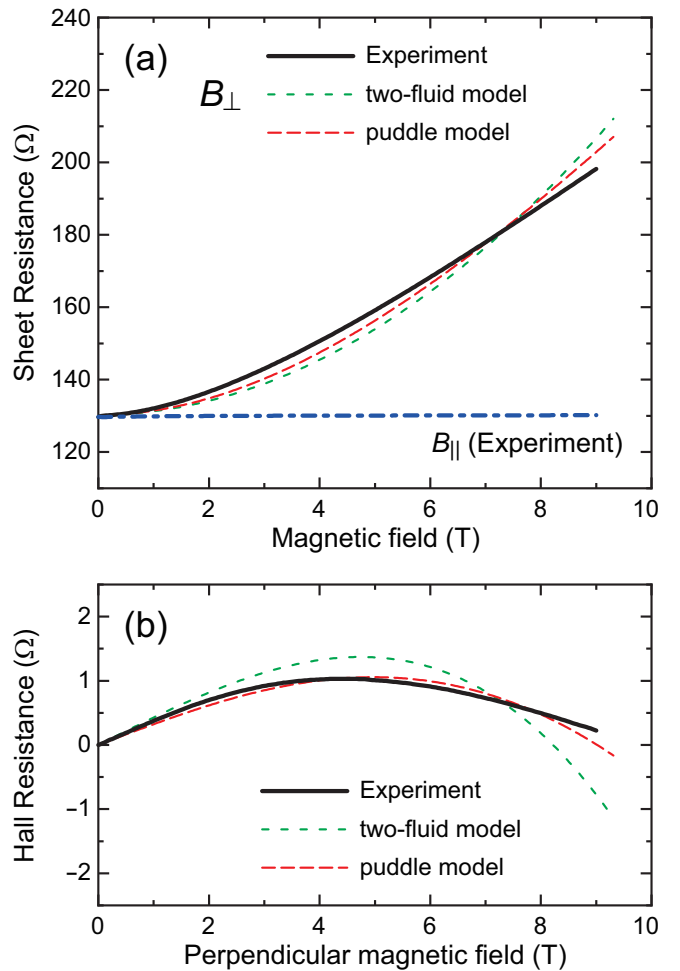 240
(a)
Experiment
220
B⊥
two-fluid model
puddle model
200
180
160
140
B|| (Experiment)
120
Sheet Resistance (Ω)
0 2 4 6 8 10
Magnetic field (T)
2
(b)
1
0
Experiment
−1
two-fluid model
−2
puddle model
Hall Resistance (Ω)
0 2 4 6 8 10
Perpendicular magnetic field (T)